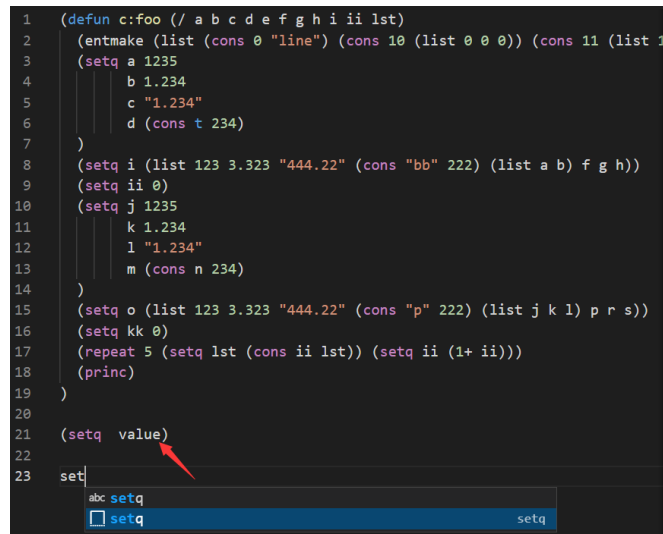 1 (defun c:foo (/ a b c d e f g h i ii lst)
2 (entmake (list (cons 0 "line") (cons 10 (list 0 0 0)) (cons 11 (list 1
3 (setq a 1235
4 b 1.234
5 c "1.234"
6 d (cons t 234)
7 )
8 (setq i (list 123 3.323 "444.22" (cons "bb" 222) (list a b) f g h))
9 (setq ii 0)
10 (setq j 1235
11 k 1.234
12 l "1.234"
13 m (cons n 234)
14 )
15 (setq o (list 123 3.323 "444.22" (cons "p" 222) (list j k l) p r s))
16 (setq kk 0)
17 (repeat 5 (setq lst (cons ii lst)) (setq ii (1+ ii)))
18 (princ)
19 )
20
21 (setq  value)
22
23 set
abc setq
setq setq